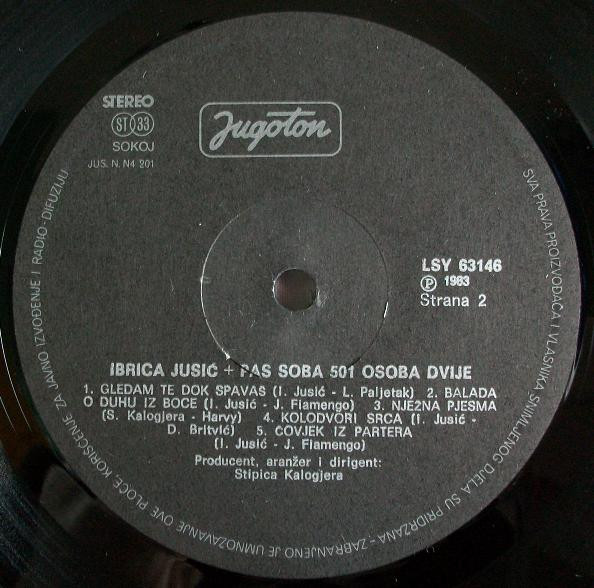 STEREO
ST 33
SOKOJ
JUS. N. N4 201
Jugoton
LSY 63146
Ⓟ 1983
Strana 2
IBRICA JUSIĆ + PAS SOBA 501 OSOBA DVIJE
1. GLEDAM TE DOK SPAVAŠ (I. Jusić - L. Paljetak) 2. BALADA
O DUHU IZ BOCE (I. Jusić - J. Fiamengo) 3. NJEŽNA PJESMA
(S. Kalogjera - Harvy) 4. KOLODVORI SRCA (I. Jusić -
D. Britvić) 5. ČOVJEK IZ PARTERA
(I. Jusić - J. Fiamengo)
Producent, aranžer i dirigent:
Stipica Kalogjera
SVA PRAVA PROIZVOĐAČA I VLASNIKA SNIMLJENOG DJELA SU PRIDRŽANA - ZABRANJENO JE UMNOŽAVANJE OVE PLOČE, KORIŠĆENJE ZA JAVNO IZVOĐENJE I RADIO-DIFUZIJU